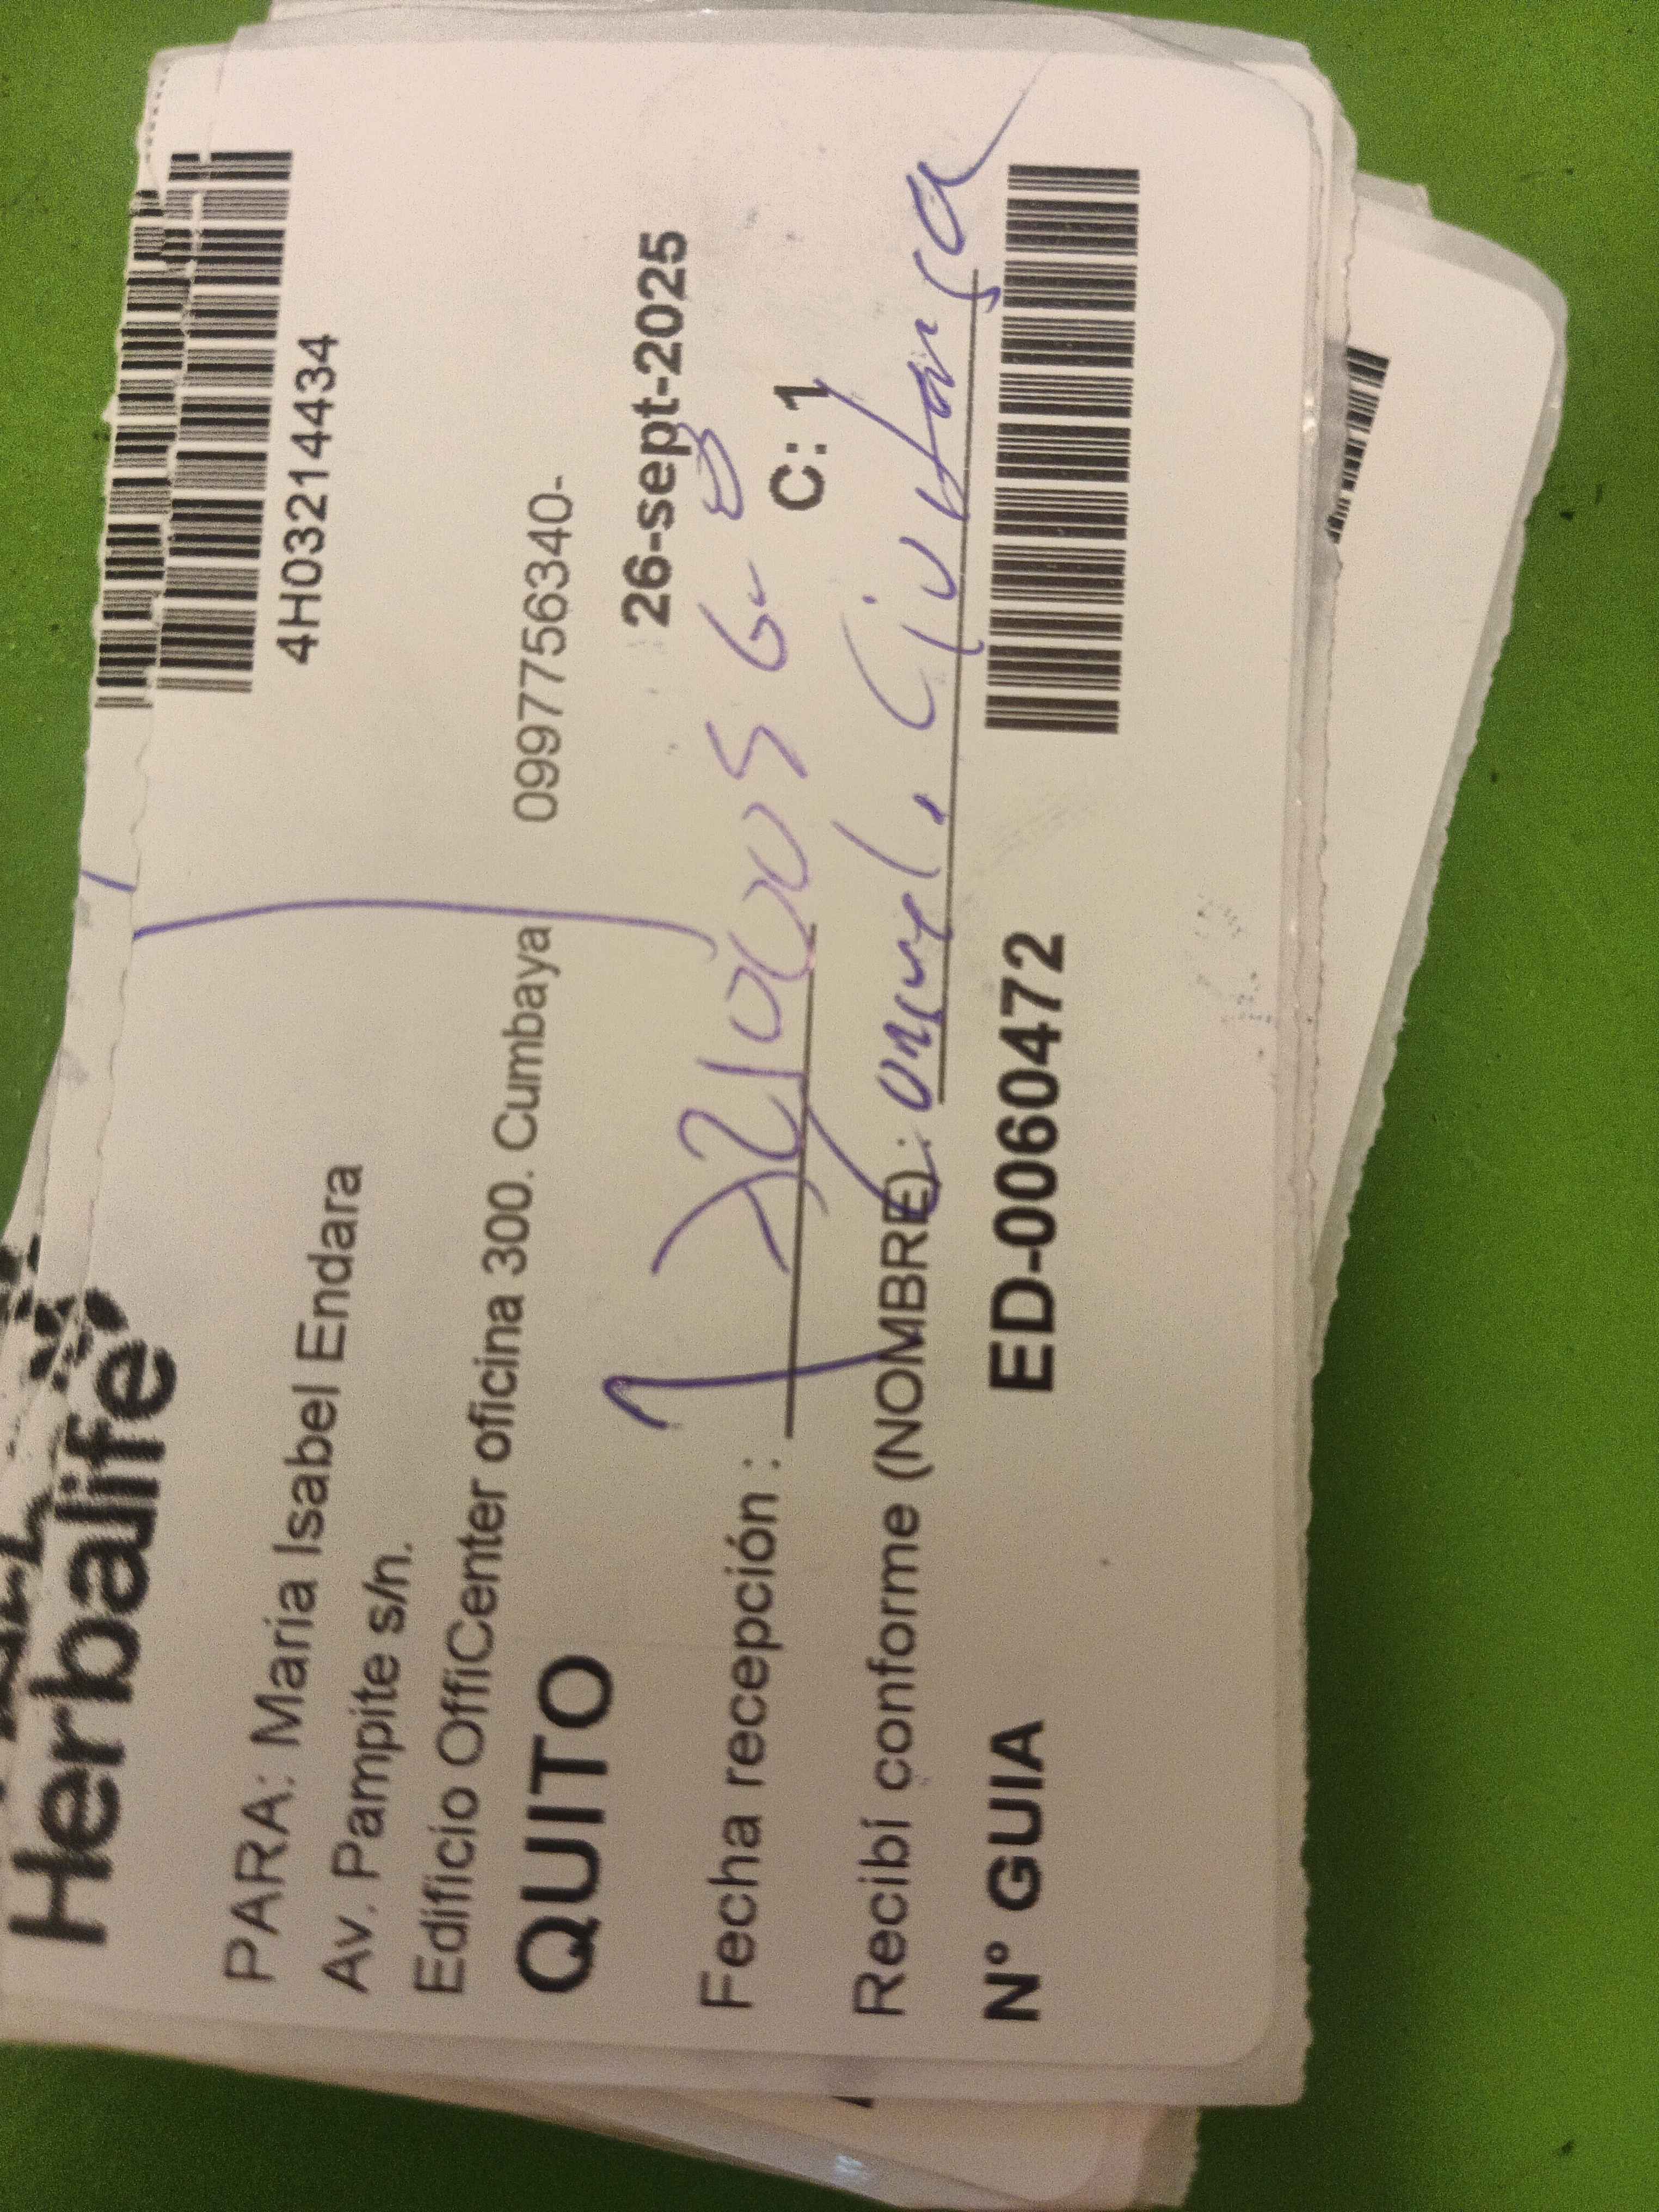 Herbalife
4H03214434
PARA: Maria Isabel Endara
Av. Pampite s/n.
Edificio OffiCenter oficina 300. Cumbaya 0997756340-
QUITO 26-sept-2025
Fecha recepción :
C: 1
Recibí conforme (NOMBRE):
Nº GUIA ED-0060472